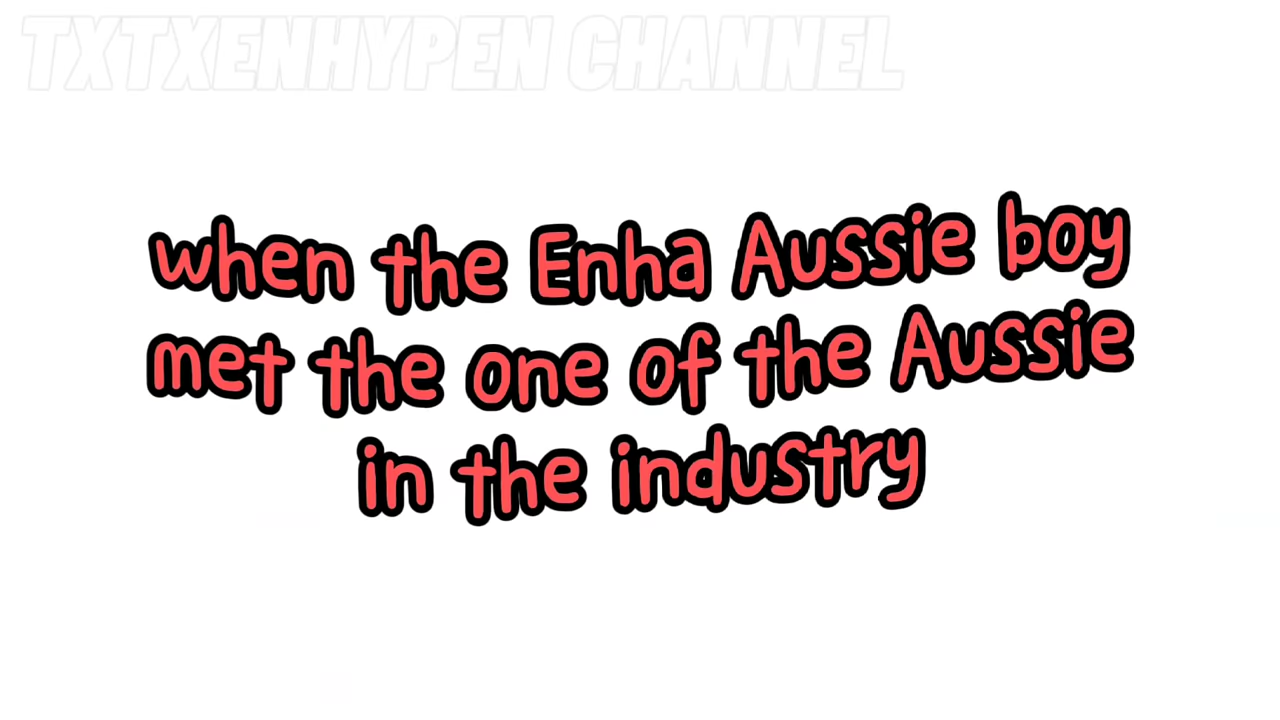 TXTXENHYPEN CHANNEL
when the Enha Aussie boy
met the one of the Aussie
in the industry